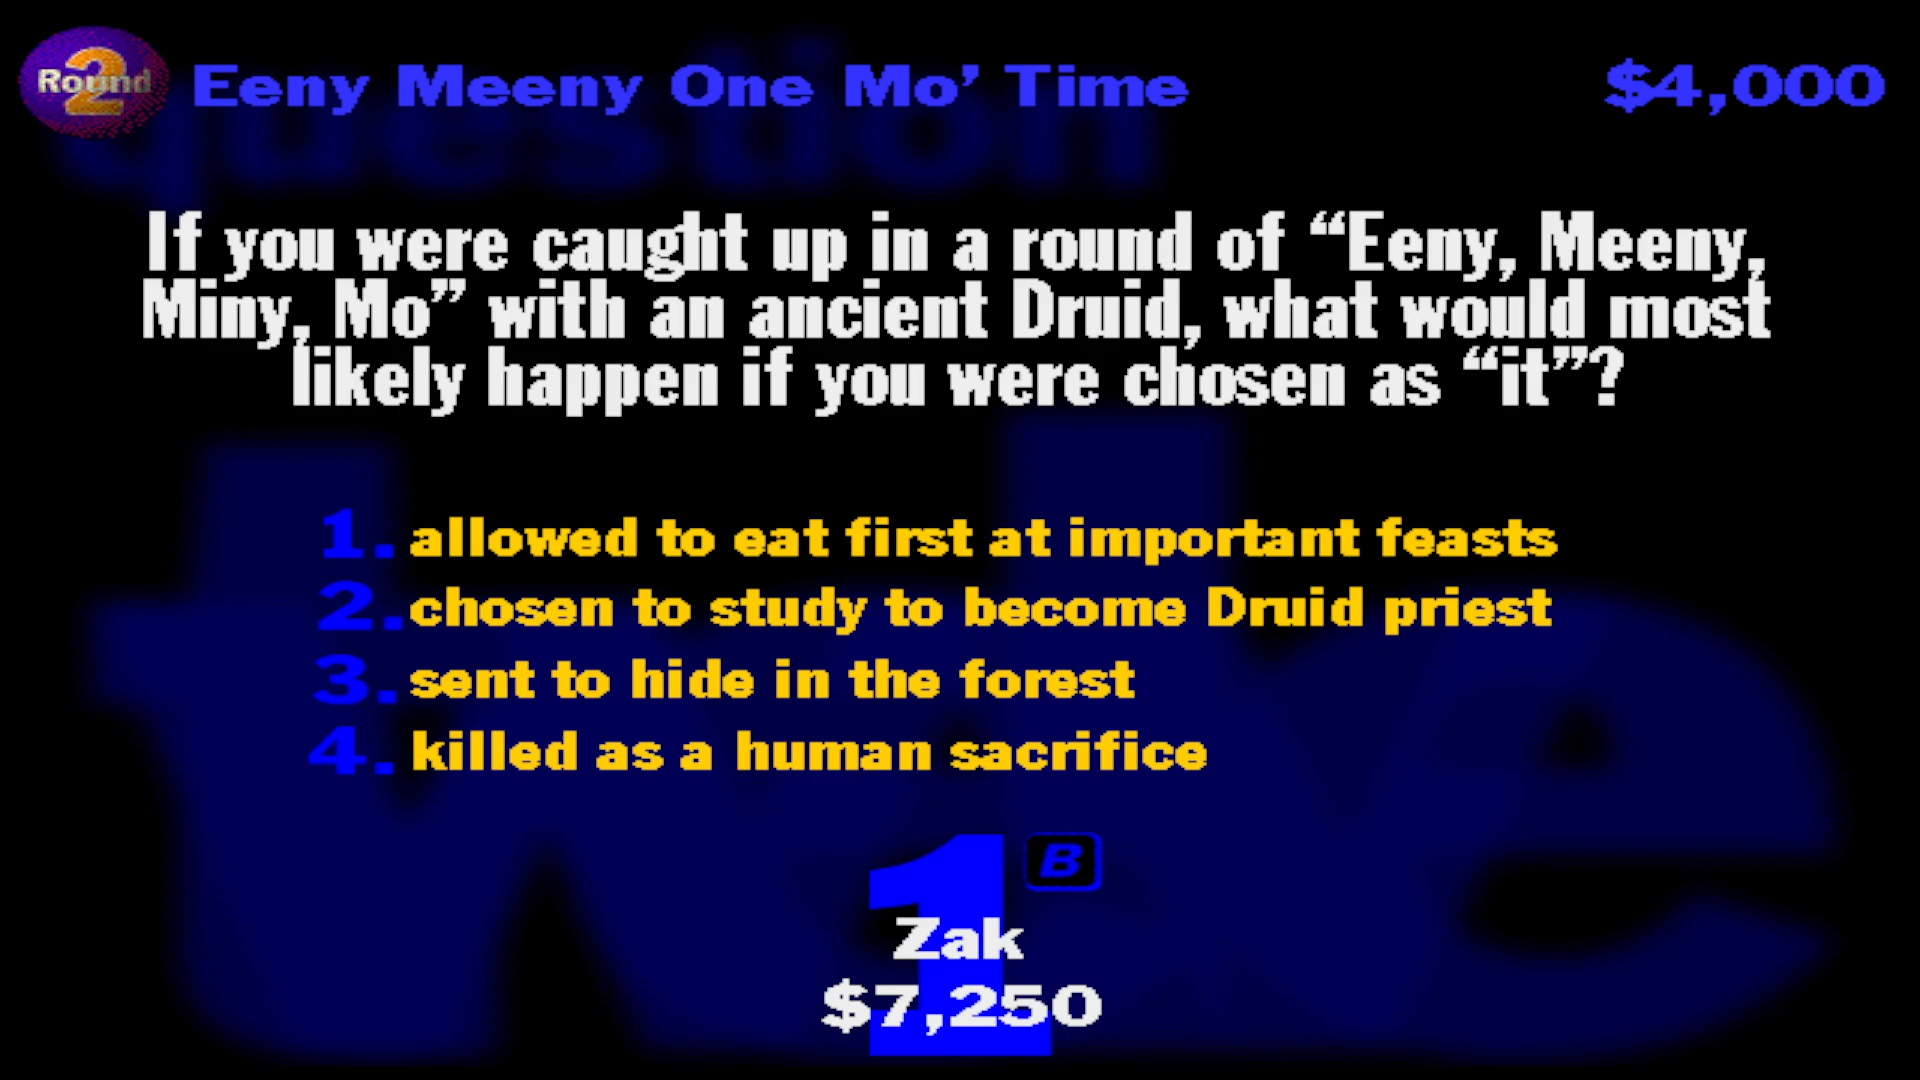 Round 2 Eeny Meeny One Mo' Time $4,000
question
If you were caught up in a round of “Eeny, Meeny,
Miny, Mo” with an ancient Druid, what would most
likely happen if you were chosen as “it”?
twelve
1. allowed to eat first at important feasts
2. chosen to study to become Druid priest
3. sent to hide in the forest
4. killed as a human sacrifice
1 B
Zak
$7,250